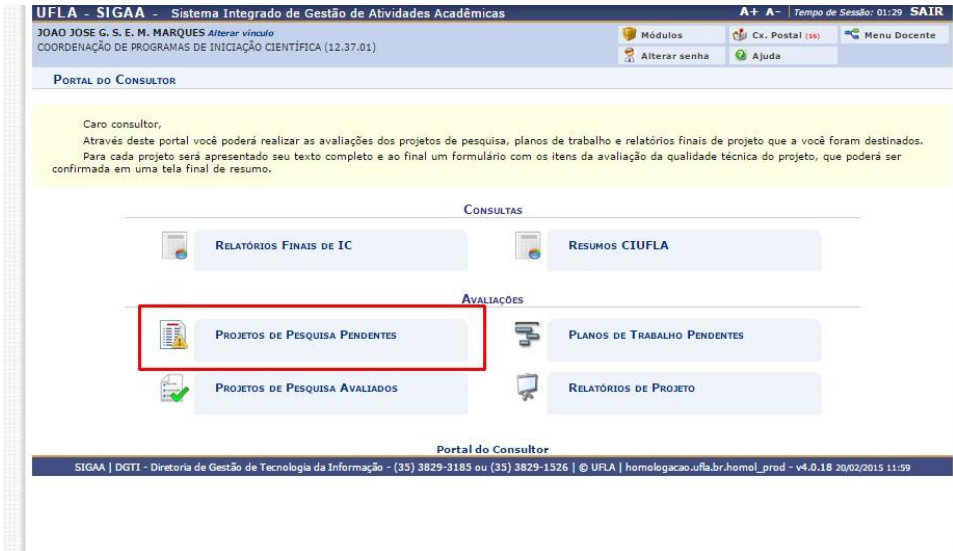 UFLA - SIGAA - Sistema Integrado de Gestão de Atividades Acadêmicas
A+ A- | Tempo de Sessão: 01:29 SAIR
JOAO JOSE G. S. E. M. MARQUES Alterar vínculo
COORDENAÇÃO DE PROGRAMAS DE INICIAÇÃO CIENTÍFICA (12.37.01)
Módulos
Cx. Postal (16)
Menu Docente
Alterar senha
Ajuda
PORTAL DO CONSULTOR
Caro consultor,
Através deste portal você poderá realizar as avaliações dos projetos de pesquisa, planos de trabalho e relatórios finais de projeto que a você foram destinados.
Para cada projeto será apresentado seu texto completo e ao final um formulário com os itens da avaliação da qualidade técnica do projeto, que poderá ser
confirmada em uma tela final de resumo.
CONSULTAS
RELATÓRIOS FINAIS DE IC
RESUMOS CIUFLA
AVALIAÇÕES
PROJETOS DE PESQUISA PENDENTES
PLANOS DE TRABALHO PENDENTES
PROJETOS DE PESQUISA AVALIADOS
RELATÓRIOS DE PROJETO
Portal do Consultor
SIGAA | DGTI - Diretoria de Gestão de Tecnologia da Informação - (35) 3829-3185 ou (35) 3829-1526 | © UFLA | homologacao.ufla.br.homol_prod - v4.0.18 20/02/2015 11:59